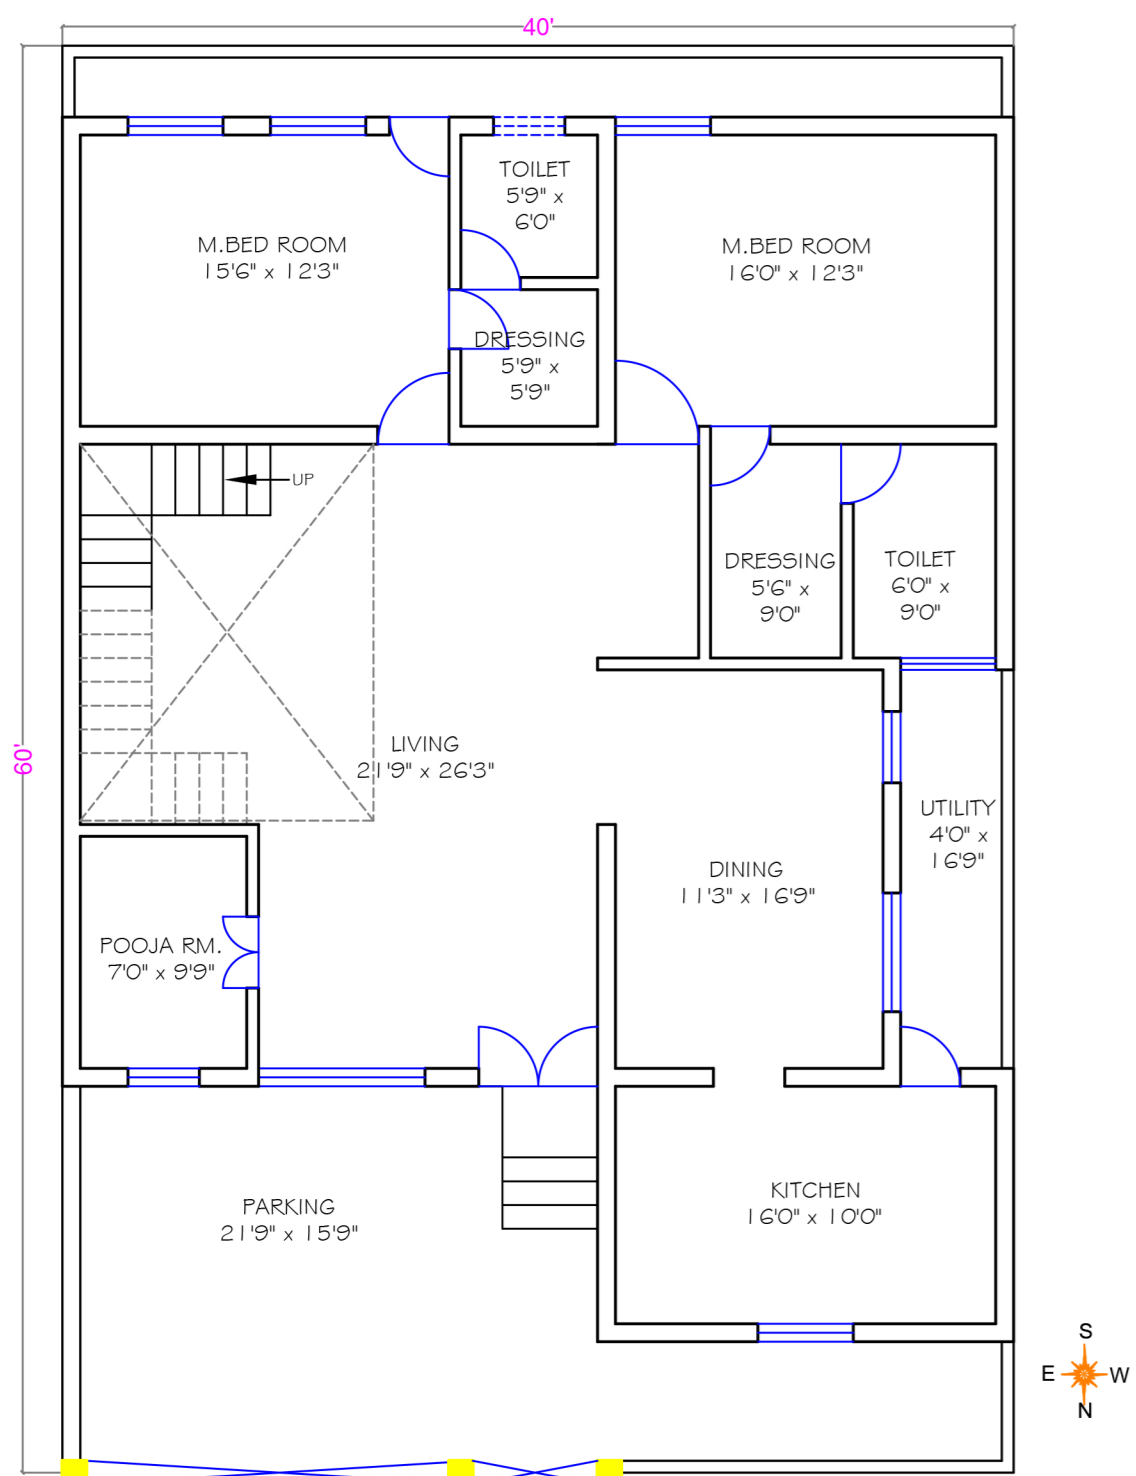 40'
TOILET
5'9" x
6'0"
M.BED ROOM
15'6" x 12'3"
M.BED ROOM
16'0" x 12'3"
DRESSING
5'9" x
5'9"
UP
DRESSING
5'6" x
9'0"
TOILET
6'0" x
9'0"
60'
LIVING
21'9" x 26'3"
UTILITY
4'0" x
16'9"
DINING
11'3" x 16'9"
POOJA RM.
7'0" x 9'9"
PARKING
21'9" x 15'9"
KITCHEN
16'0" x 10'0"
S
E W
N